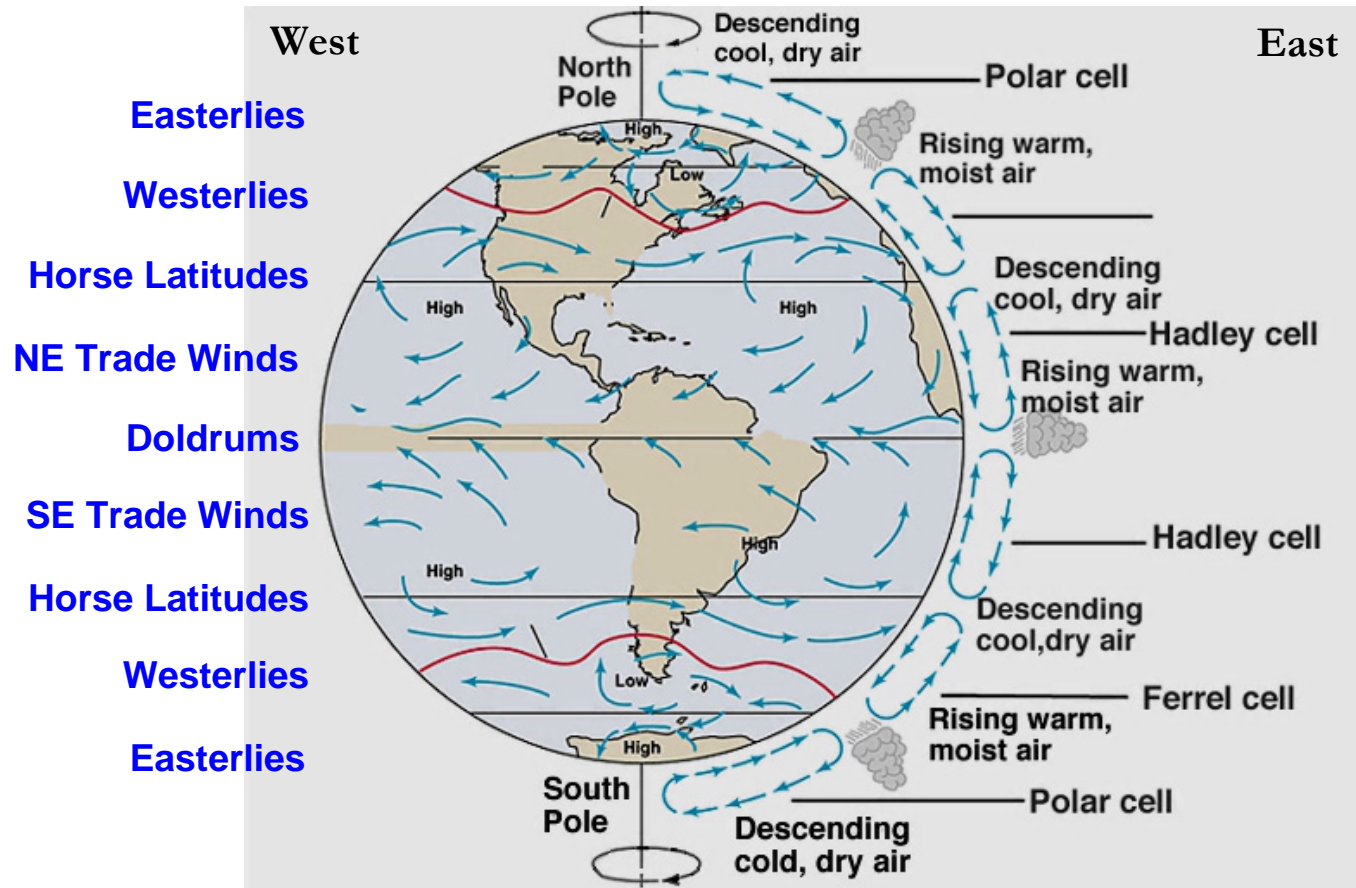 West
East
Descending
cool, dry air
North
Pole
Polar cell
Easterlies
High
Rising warm,
moist air
Low
Westerlies
Descending
cool, dry air
Horse Latitudes
High
High
Hadley cell
NE Trade Winds
Rising warm,
moist air
Doldrums
SE Trade Winds
High
Hadley cell
High
Horse Latitudes
Descending
cool,dry air
Westerlies
Low
Ferrel cell
Rising warm,
moist air
Easterlies
High
South
Pole
Polar cell
Descending
cold, dry air